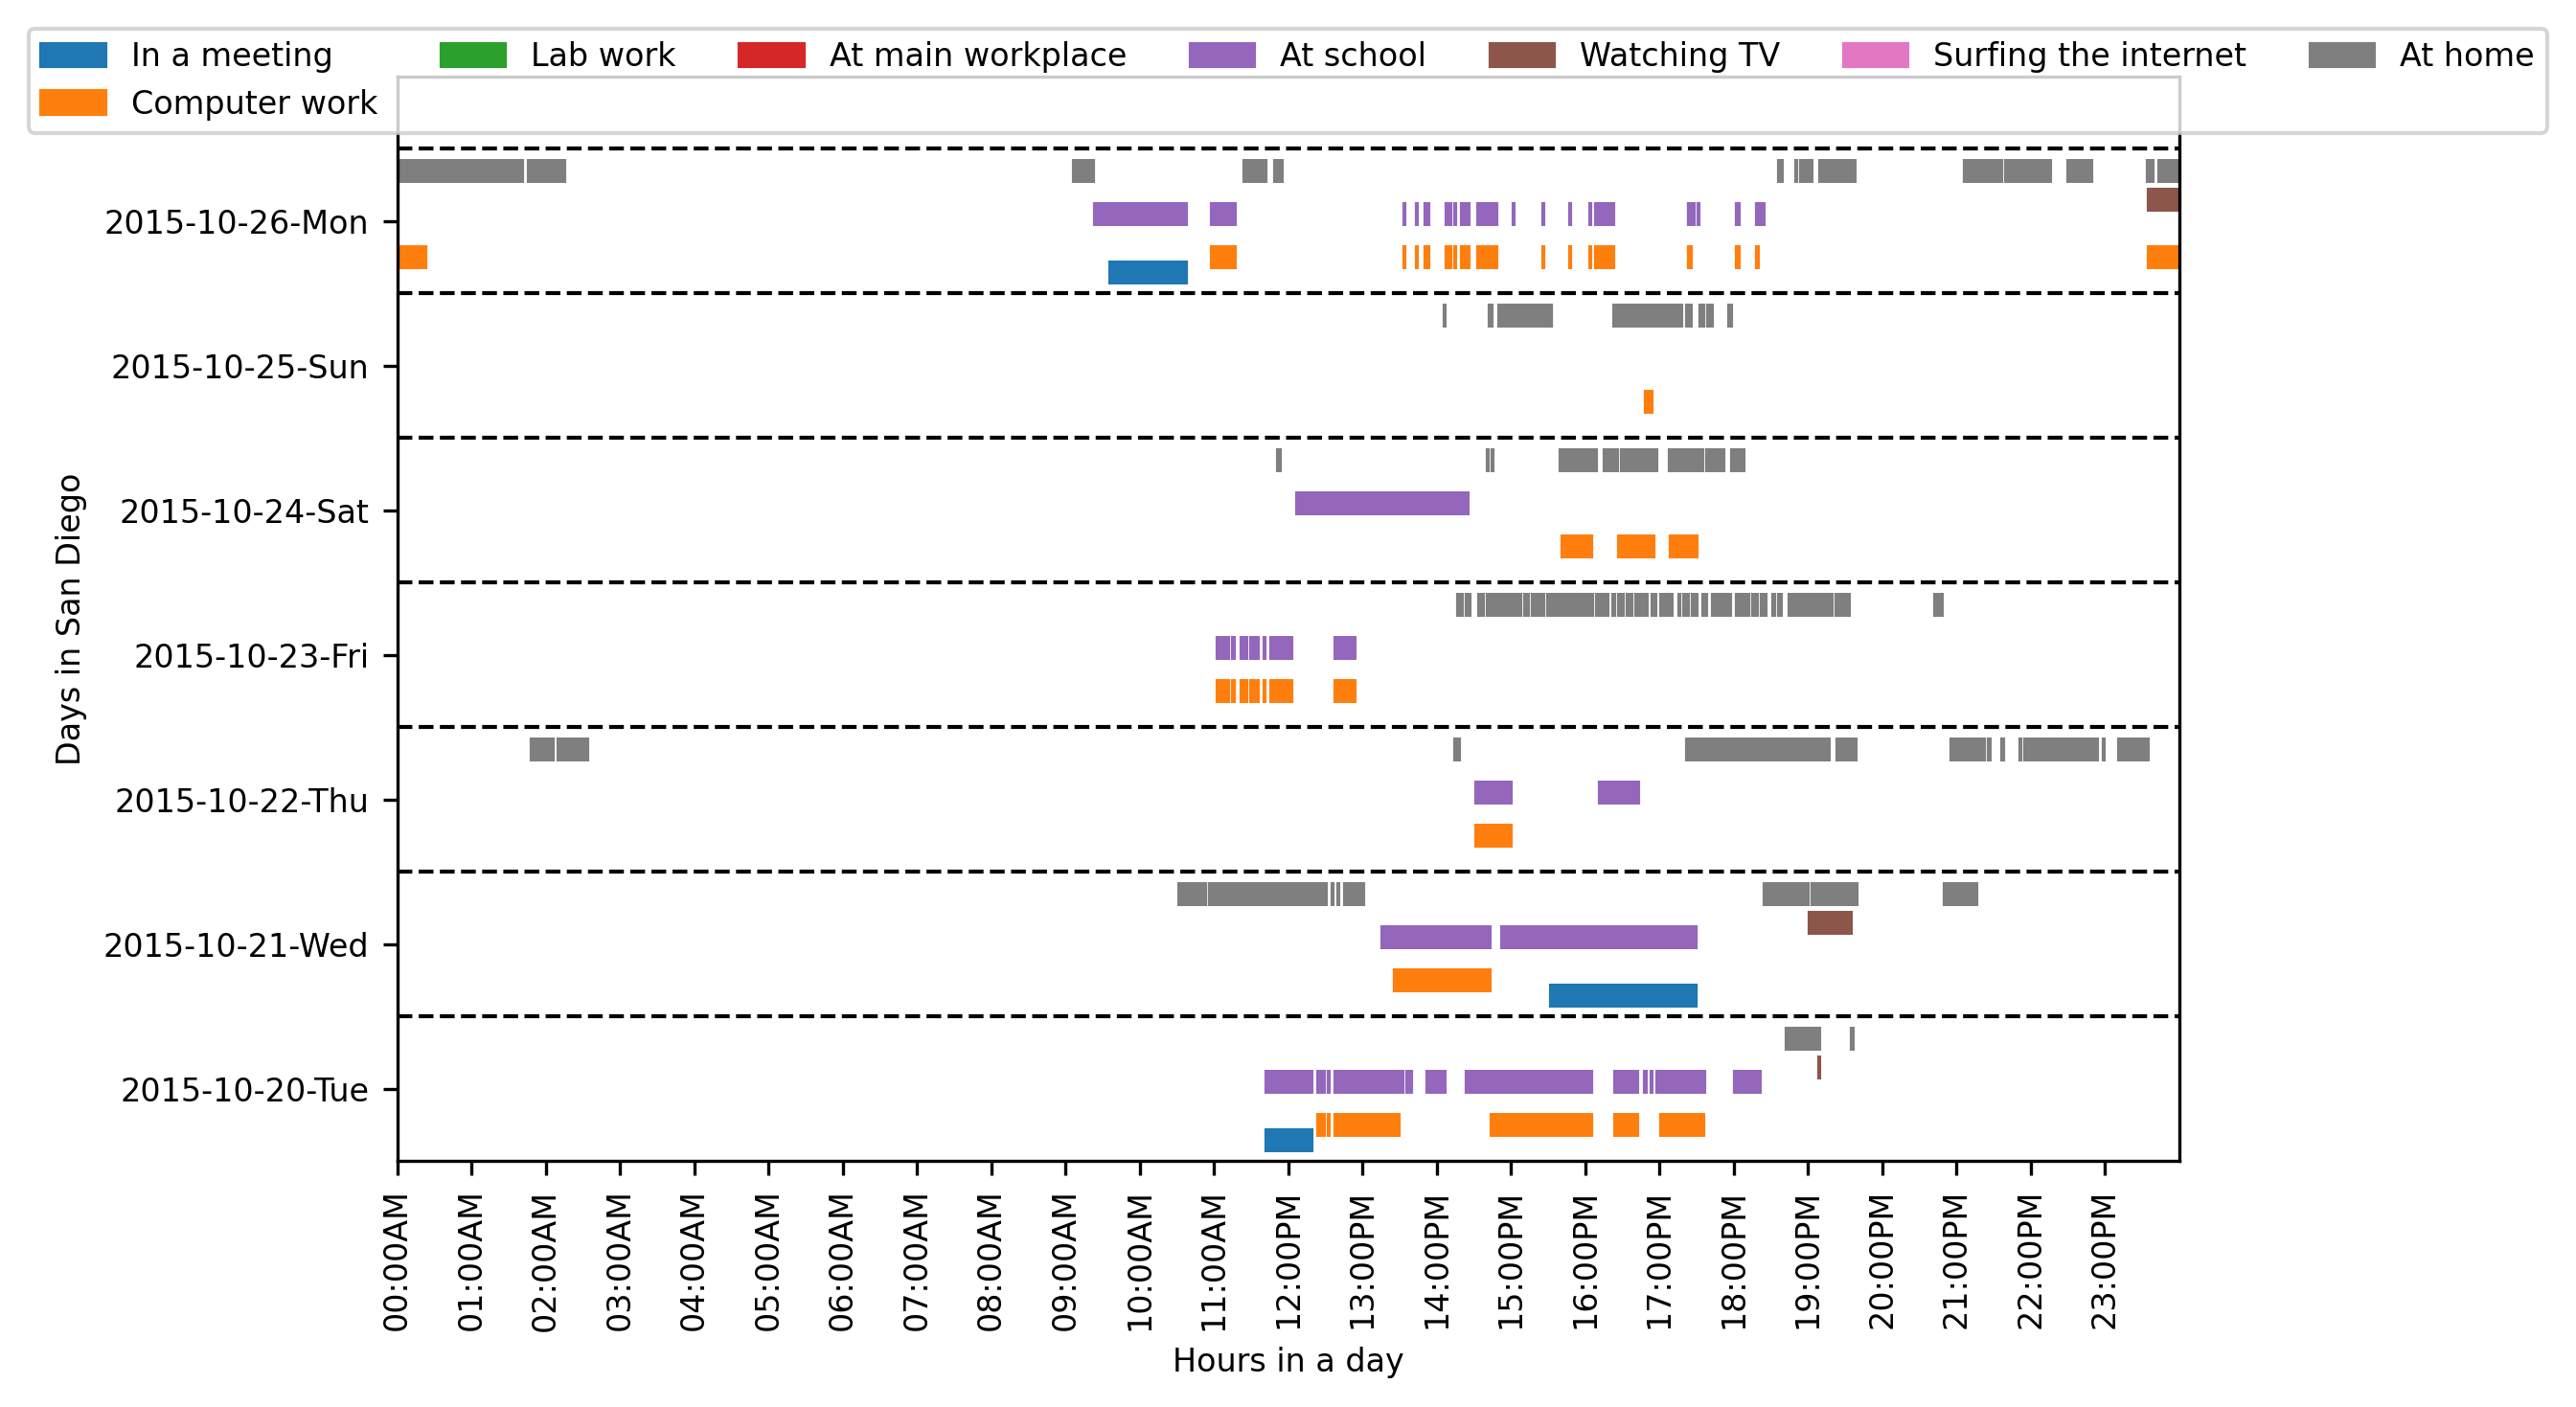 In a meeting Lab work At main workplace At school Watching TV Surfing the internet At home
Computer work
2015-10-26-Mon
2015-10-25-Sun
2015-10-24-Sat
2015-10-23-Fri
2015-10-22-Thu
2015-10-21-Wed
2015-10-20-Tue
Days in San Diego
00:00AM 01:00AM 02:00AM 03:00AM 04:00AM 05:00AM 06:00AM 07:00AM 08:00AM 09:00AM 10:00AM 11:00AM 12:00PM 13:00PM 14:00PM 15:00PM 16:00PM 17:00PM 18:00PM 19:00PM 20:00PM 21:00PM 22:00PM 23:00PM
Hours in a day